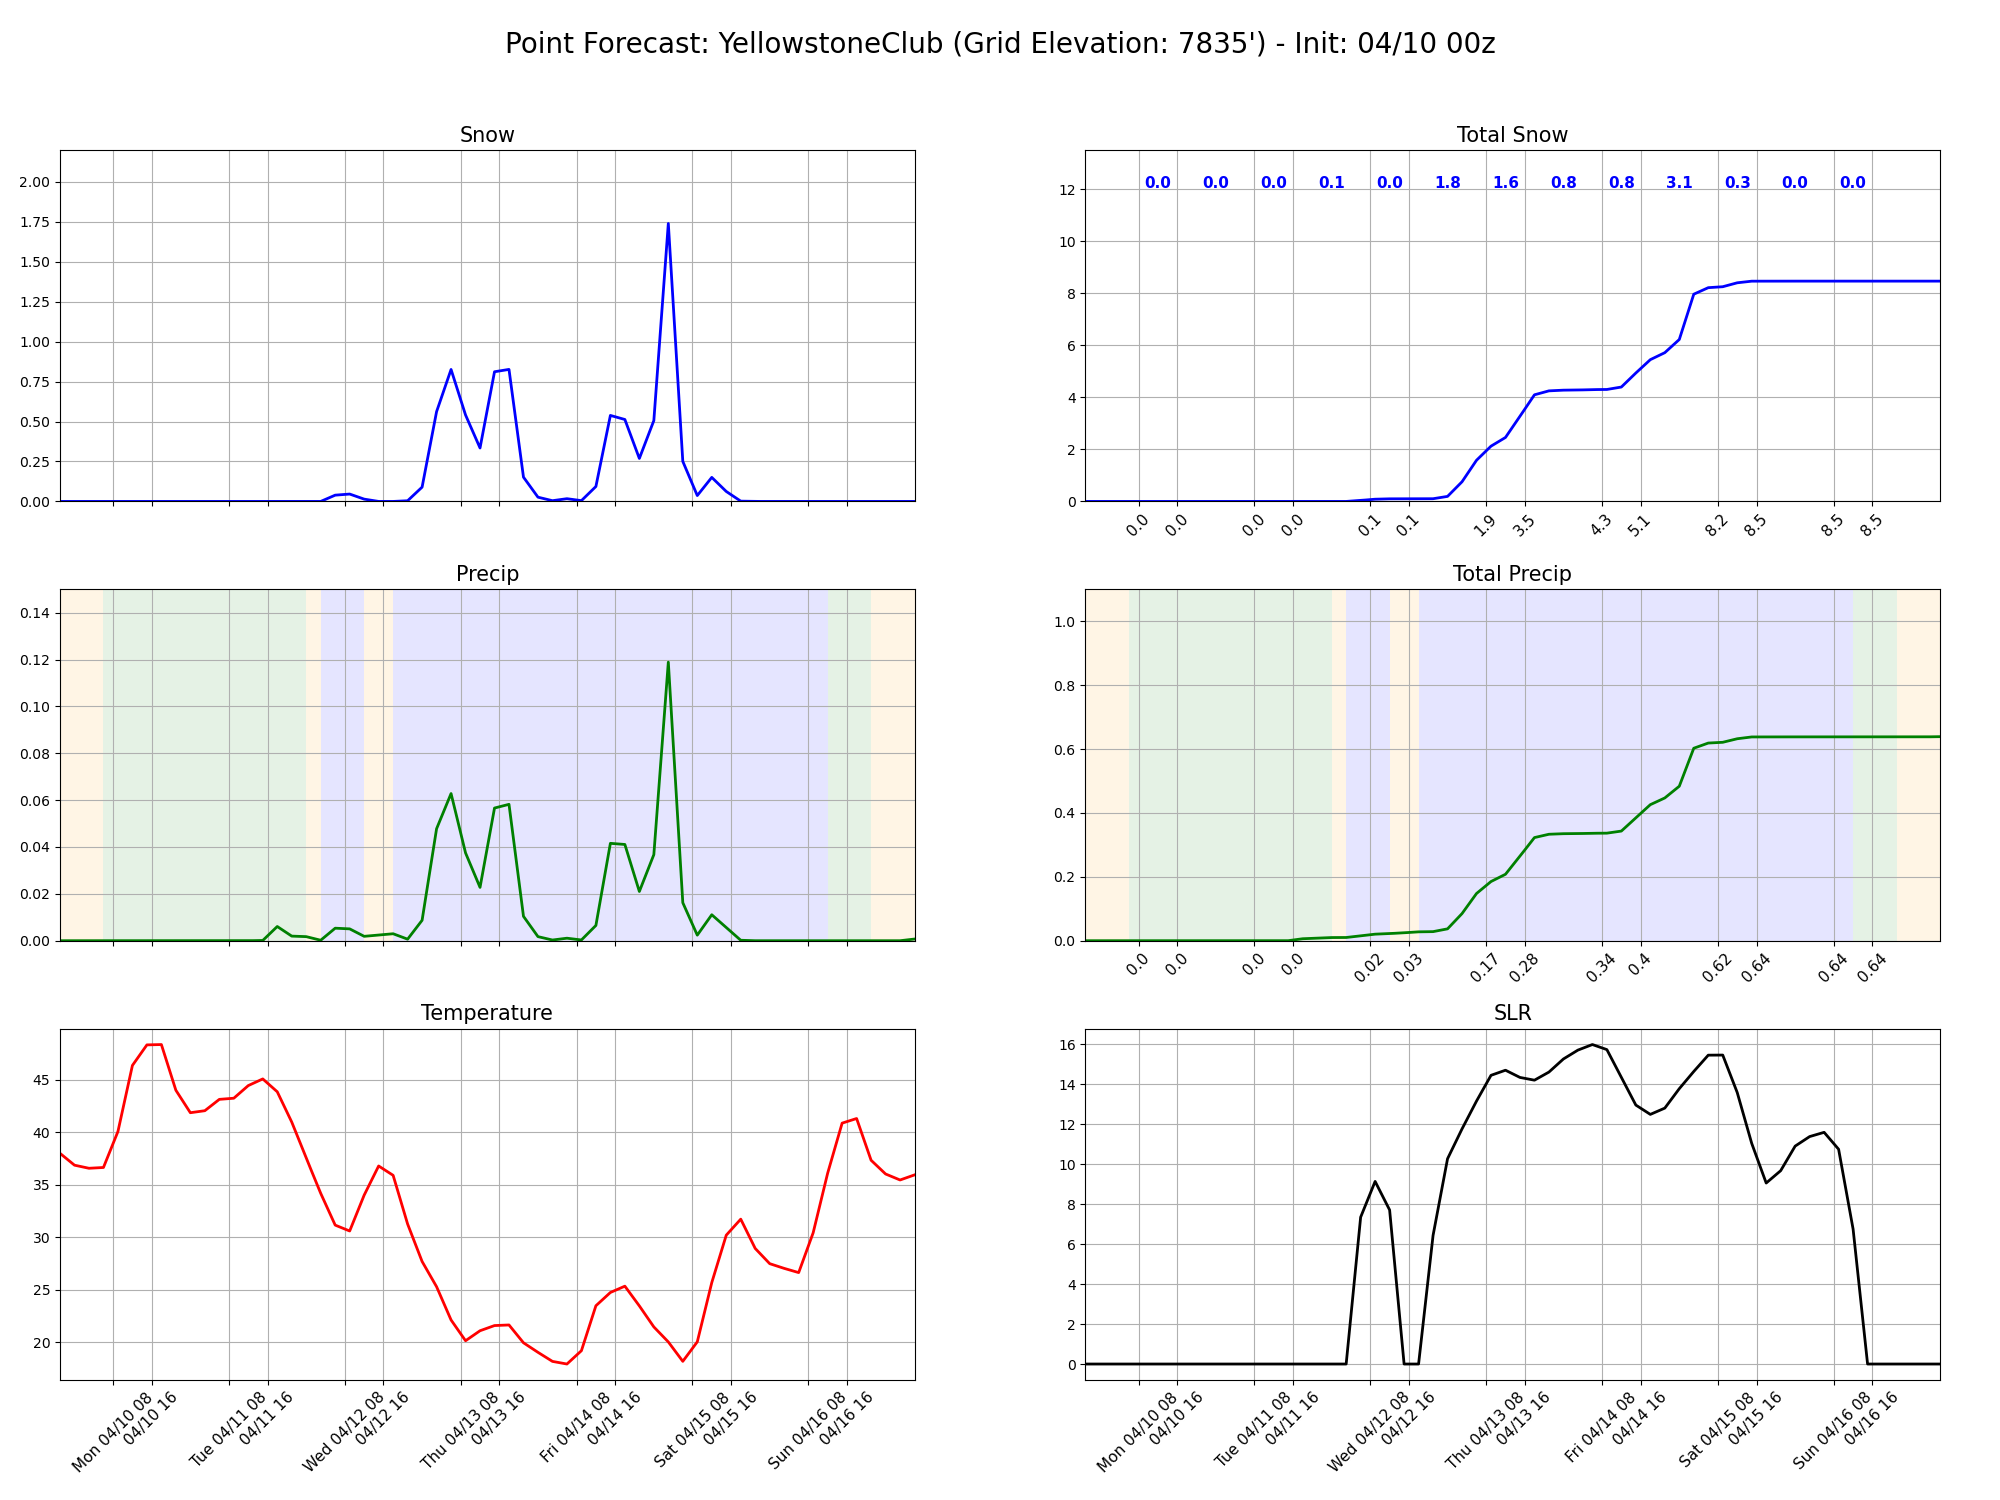 Point Forecast: YellowstoneClub (Grid Elevation: 7835') - Init: 04/10 00z
Snow
2.00
1.75
1.50
1.25
1.00
0.75
0.50
0.25
0.00
Total Snow
0.0 0.0 0.0 0.1 0.0 1.8 1.6 0.8 0.8 3.1 0.3 0.0 0.0
12
10
8
6
4
2
0
0.0 0.0 0.0 0.0 0.1 0.1 1.9 3.5 4.3 5.1 8.2 8.5 8.5 8.5
Precip
0.14
0.12
0.10
0.08
0.06
0.04
0.02
0.00
Total Precip
1.0
0.8
0.6
0.4
0.2
0.0
0.0 0.0 0.0 0.0 0.02 0.03 0.17 0.28 0.34 0.4 0.62 0.64 0.64 0.64
Temperature
45
40
35
30
25
20
Mon 04/10 08
04/10 16
Tue 04/11 08
04/11 16
Wed 04/12 08
04/12 16
Thu 04/13 08
04/13 16
Fri 04/14 08
04/14 16
Sat 04/15 08
04/15 16
Sun 04/16 08
04/16 16
SLR
16
14
12
10
8
6
4
2
0
Mon 04/10 08
04/10 16
Tue 04/11 08
04/11 16
Wed 04/12 08
04/12 16
Thu 04/13 08
04/13 16
Fri 04/14 08
04/14 16
Sat 04/15 08
04/15 16
Sun 04/16 08
04/16 16